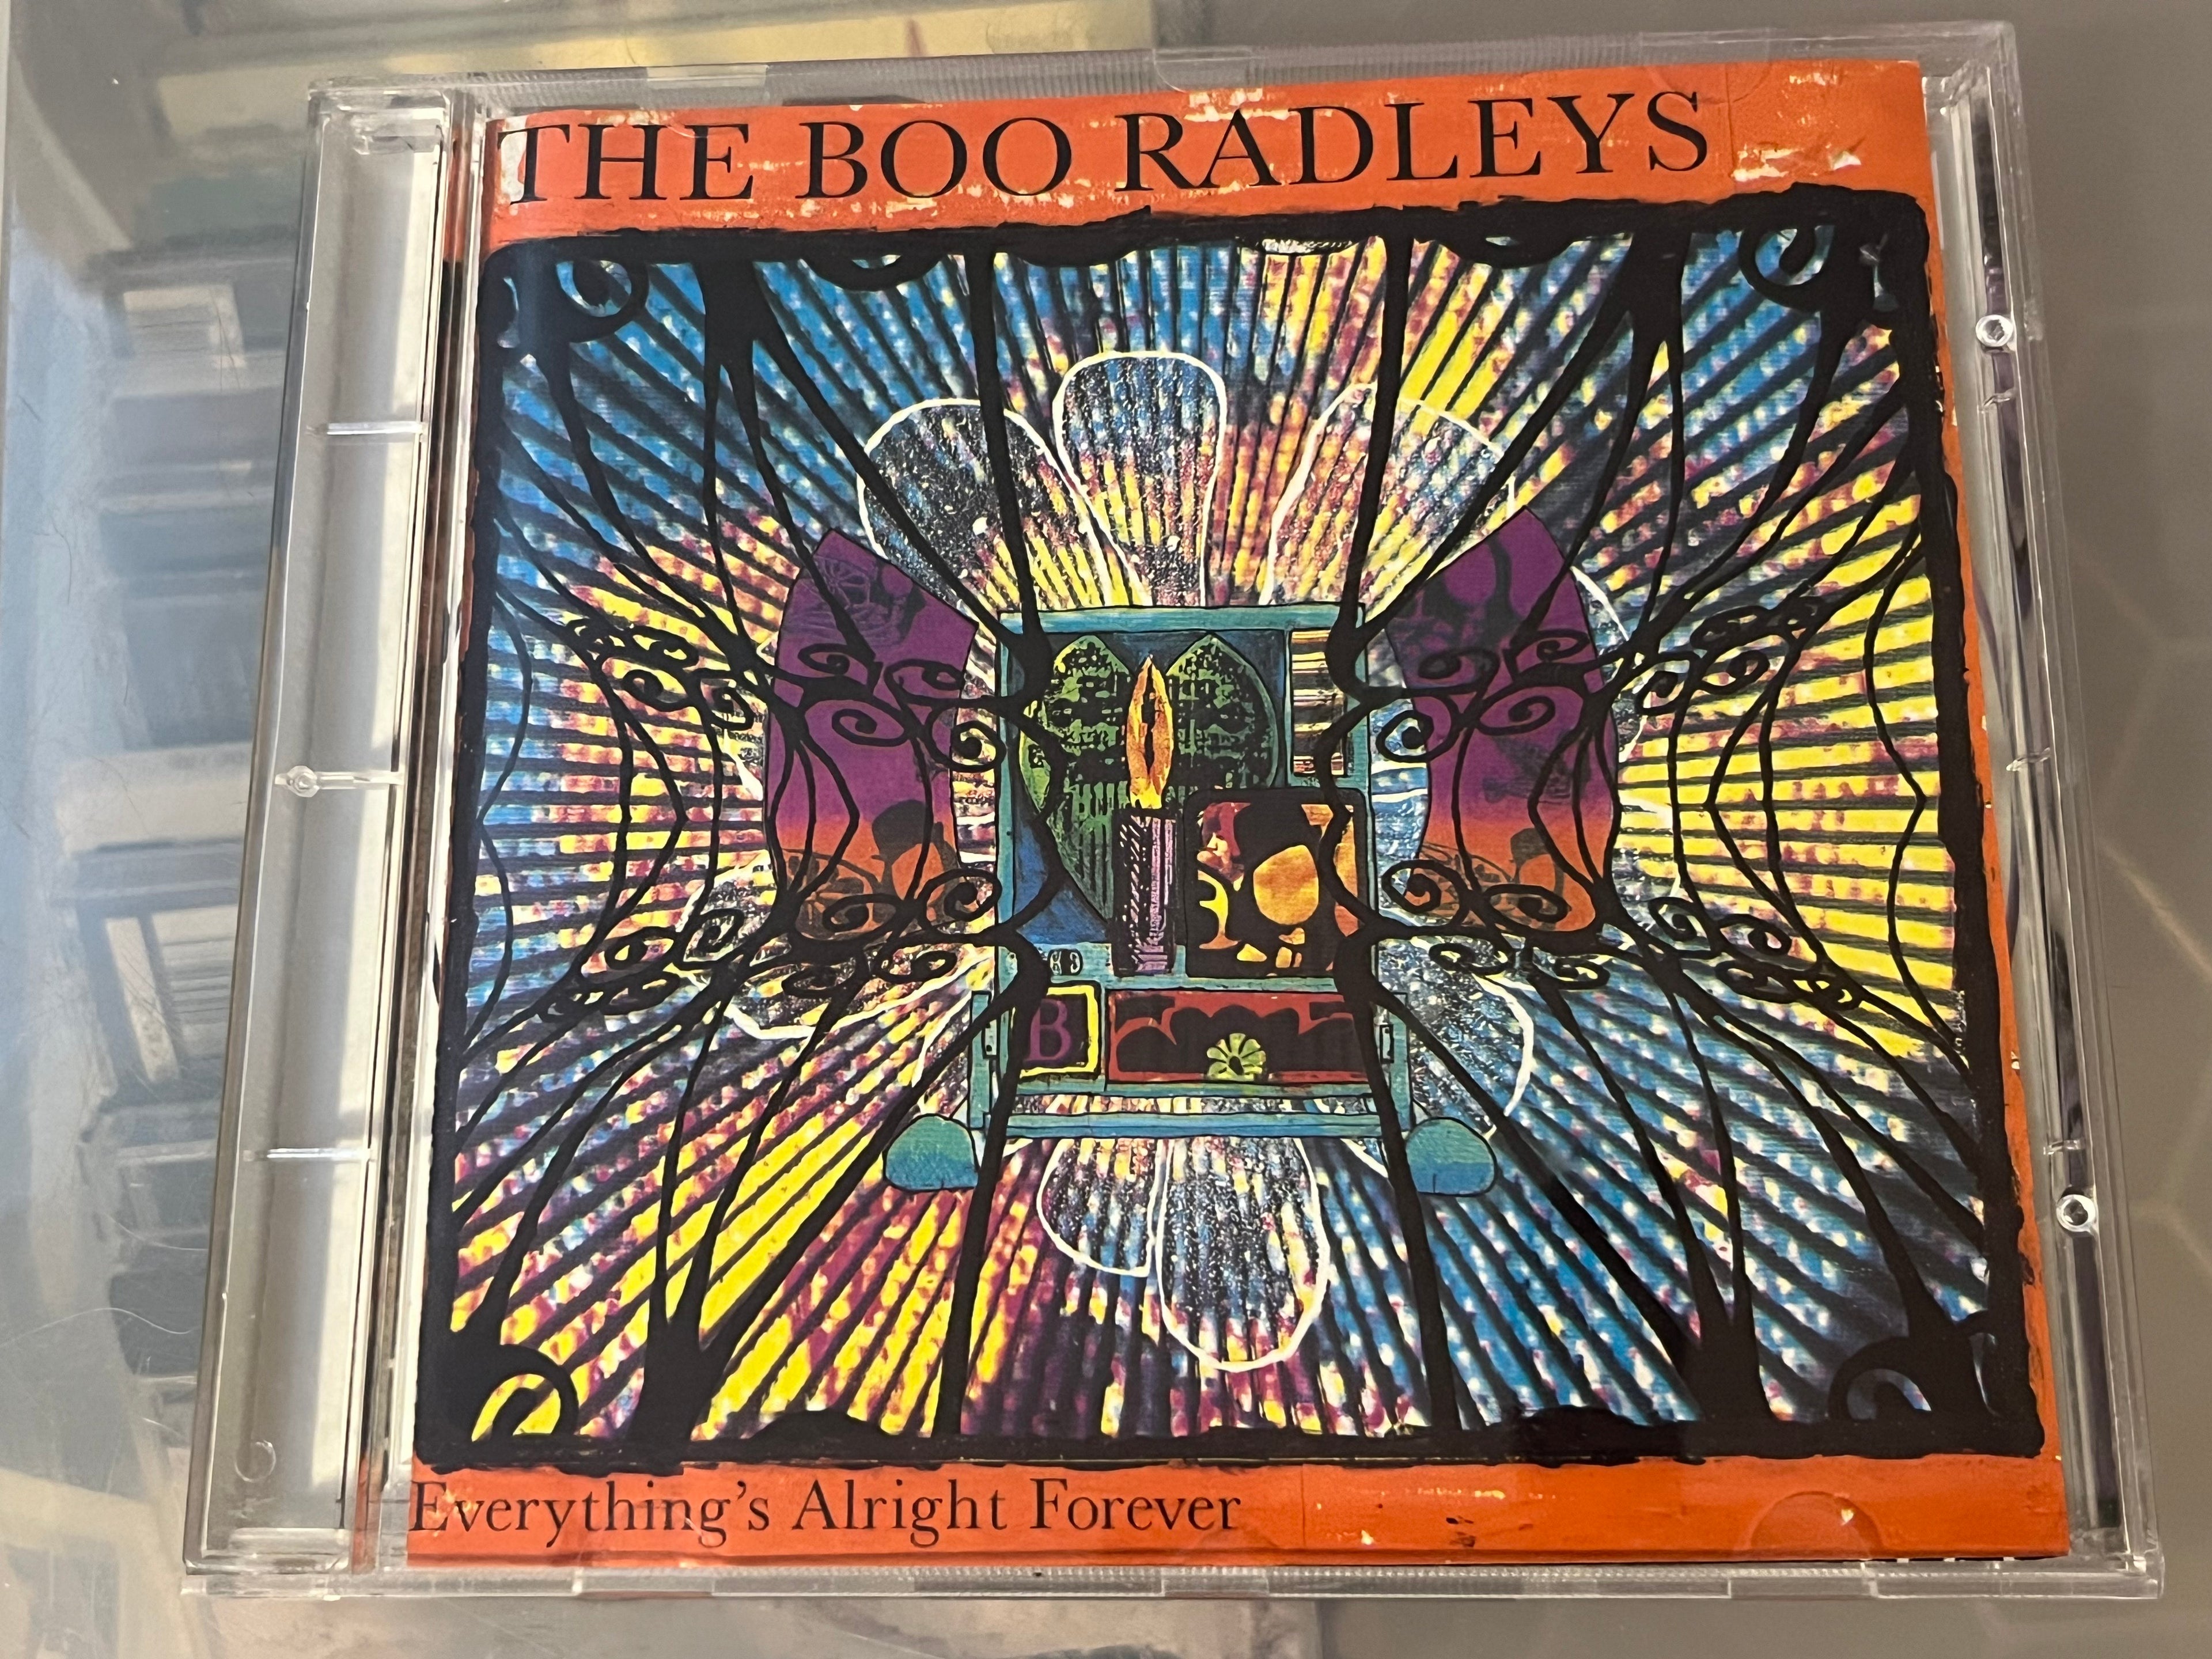 THE BOO RADLEYS
B
Everything's Alright Forever